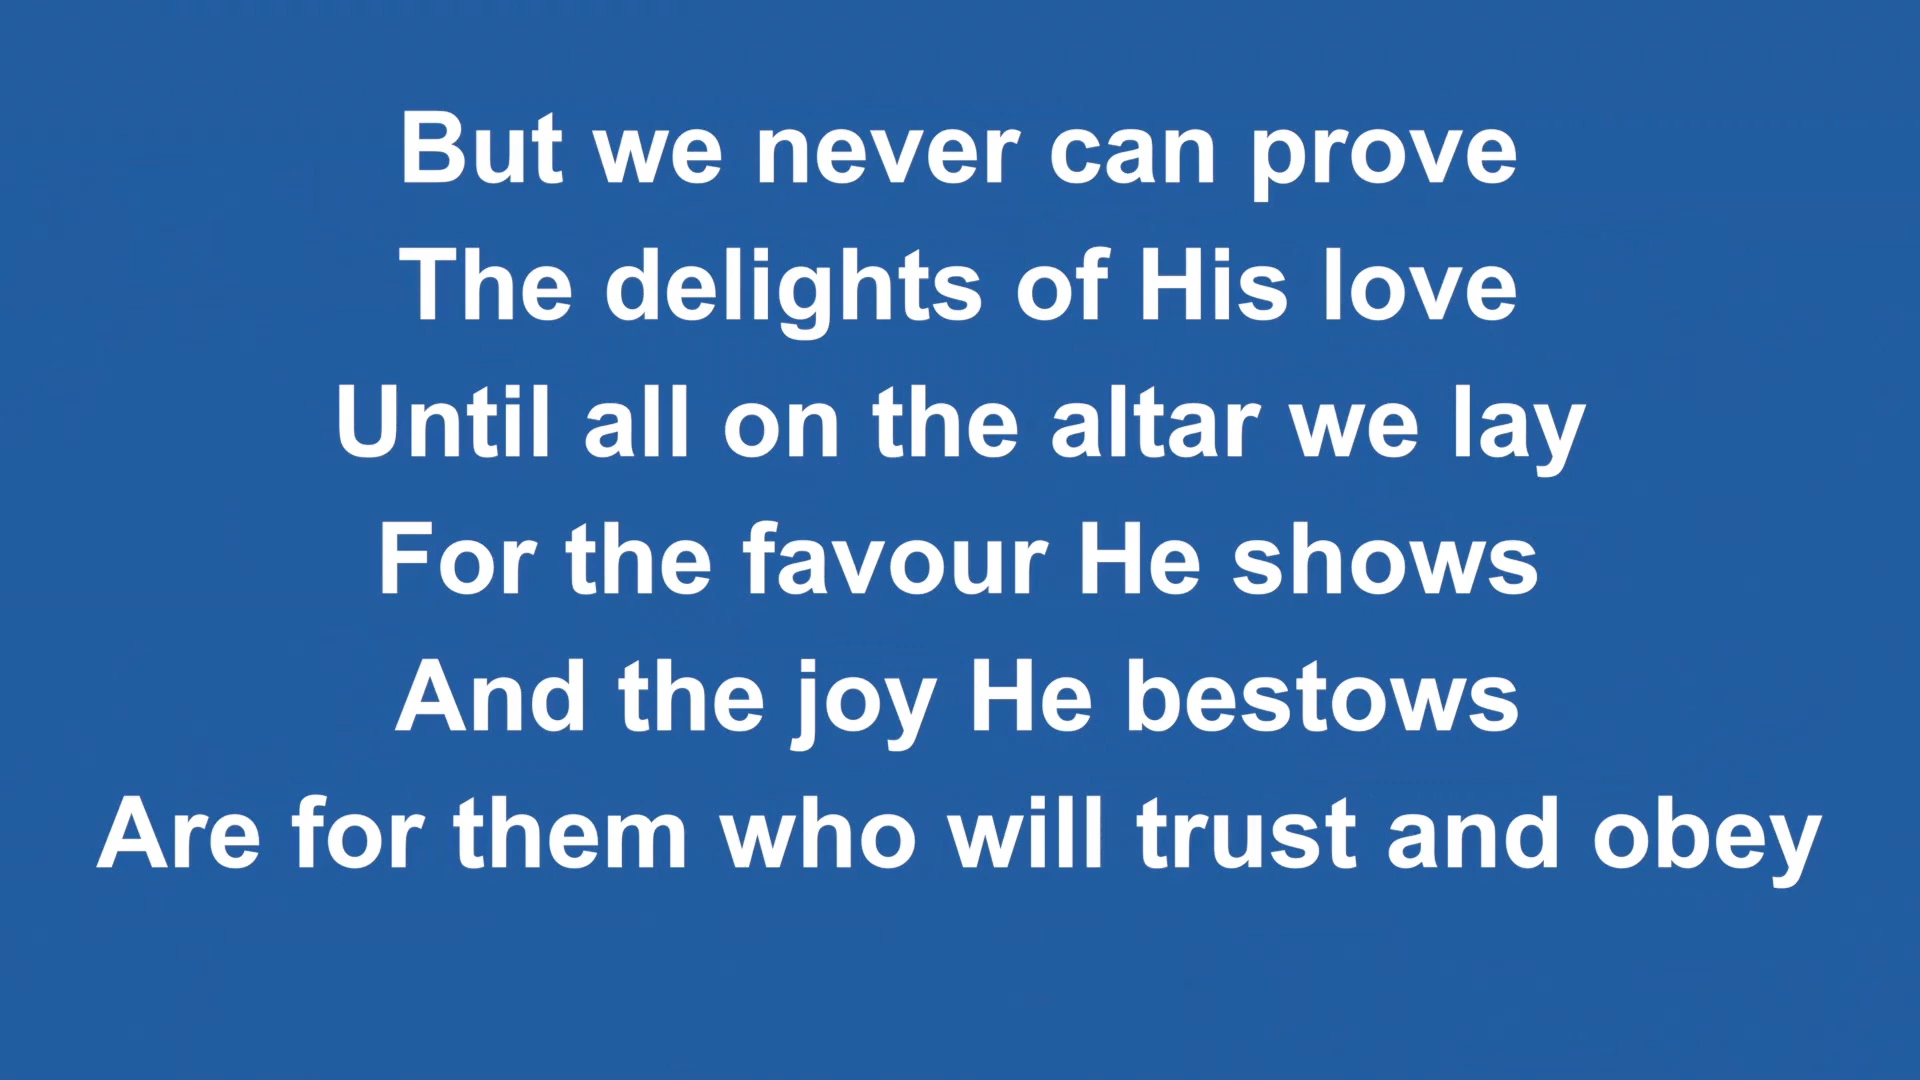 But we never can prove
The delights of His love
Until all on the altar we lay
For the favour He shows
And the joy He bestows
Are for them who will trust and obey